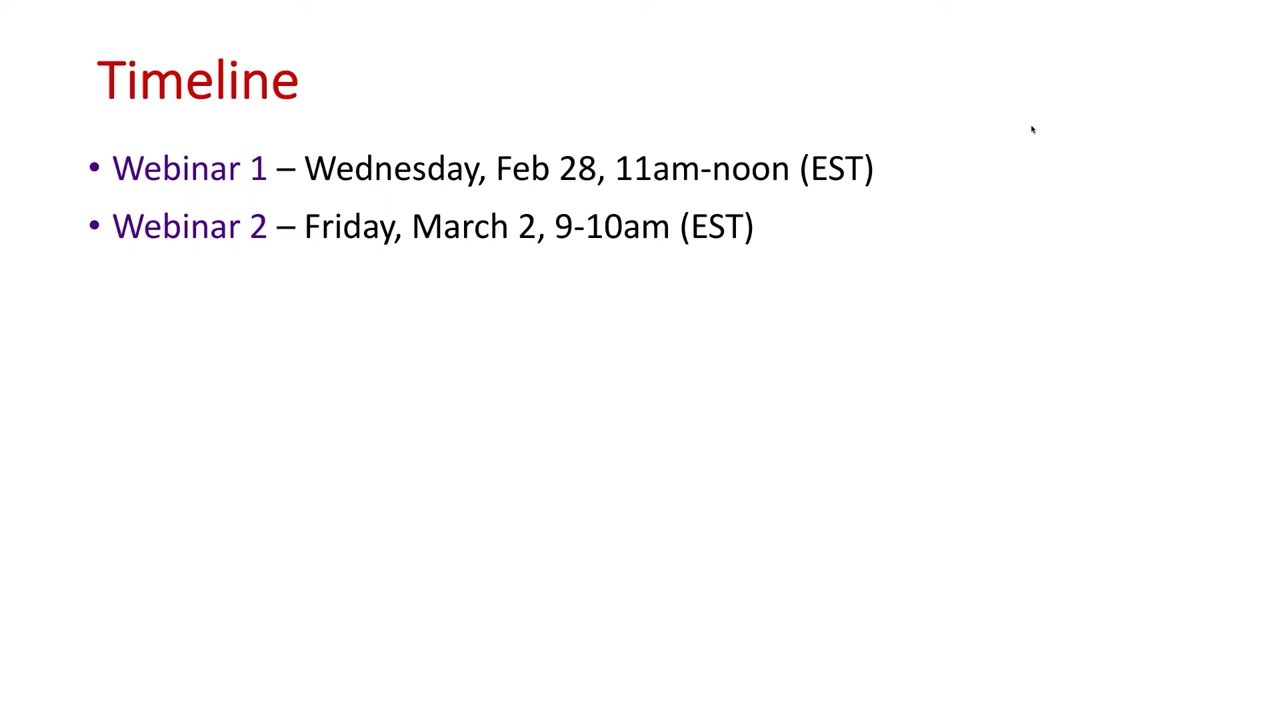 Timeline
• Webinar 1 – Wednesday, Feb 28, 11am-noon (EST)
• Webinar 2 – Friday, March 2, 9-10am (EST)